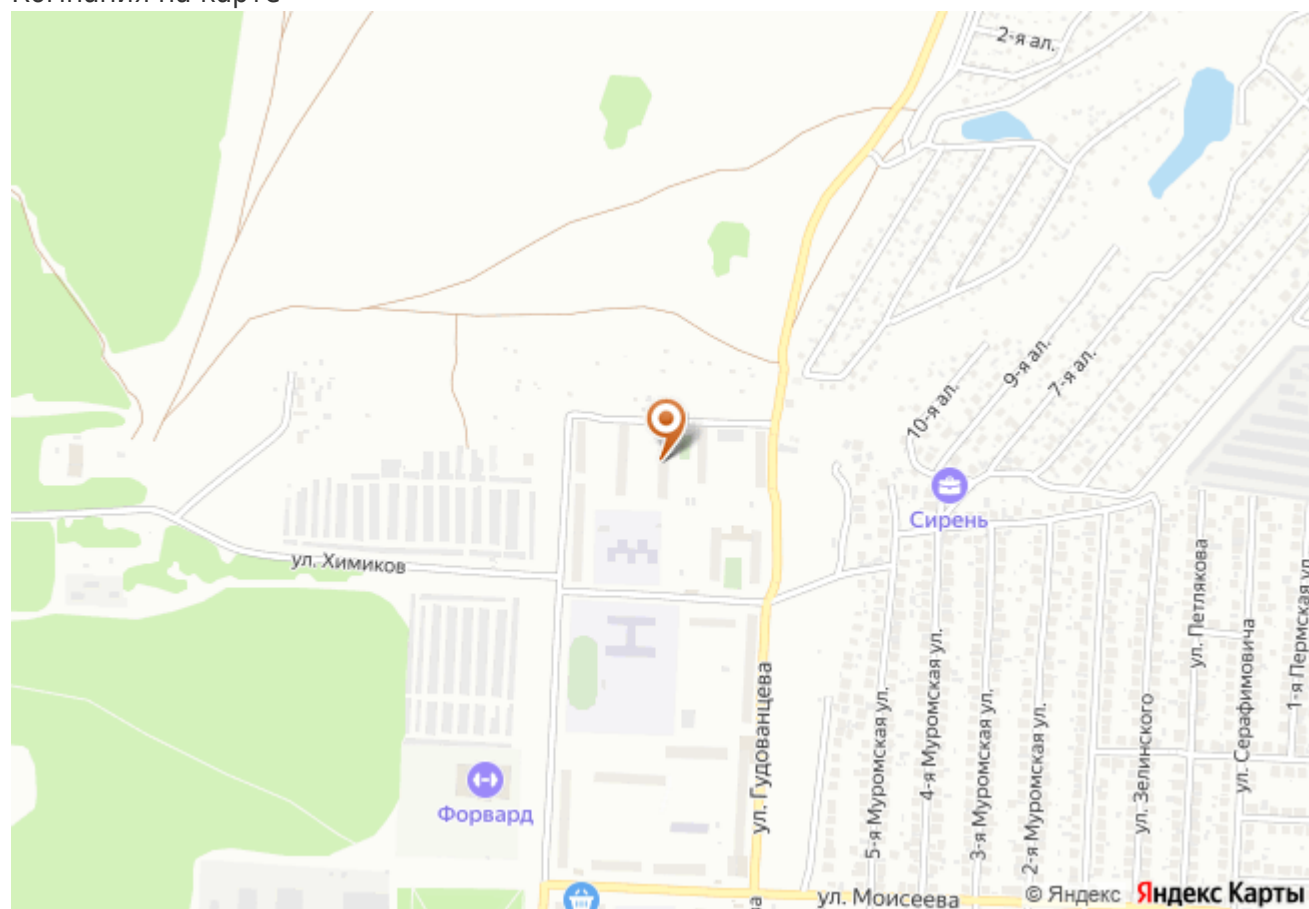 2-я ал.
9-я ал.
7-я ал.
10-я ал.
Сирень
ул. Химиков
ул. Петлякова
ул. Серафимовича
1-я Пермская ул.
ул. Гудованцева
5-я Муромская ул.
4-я Муромская ул.
3-я Муромская ул.
2-я Муромская ул.
ул. Зелинского
Форвард
ул. Моисеева
© Яндекс Яндекс Карты